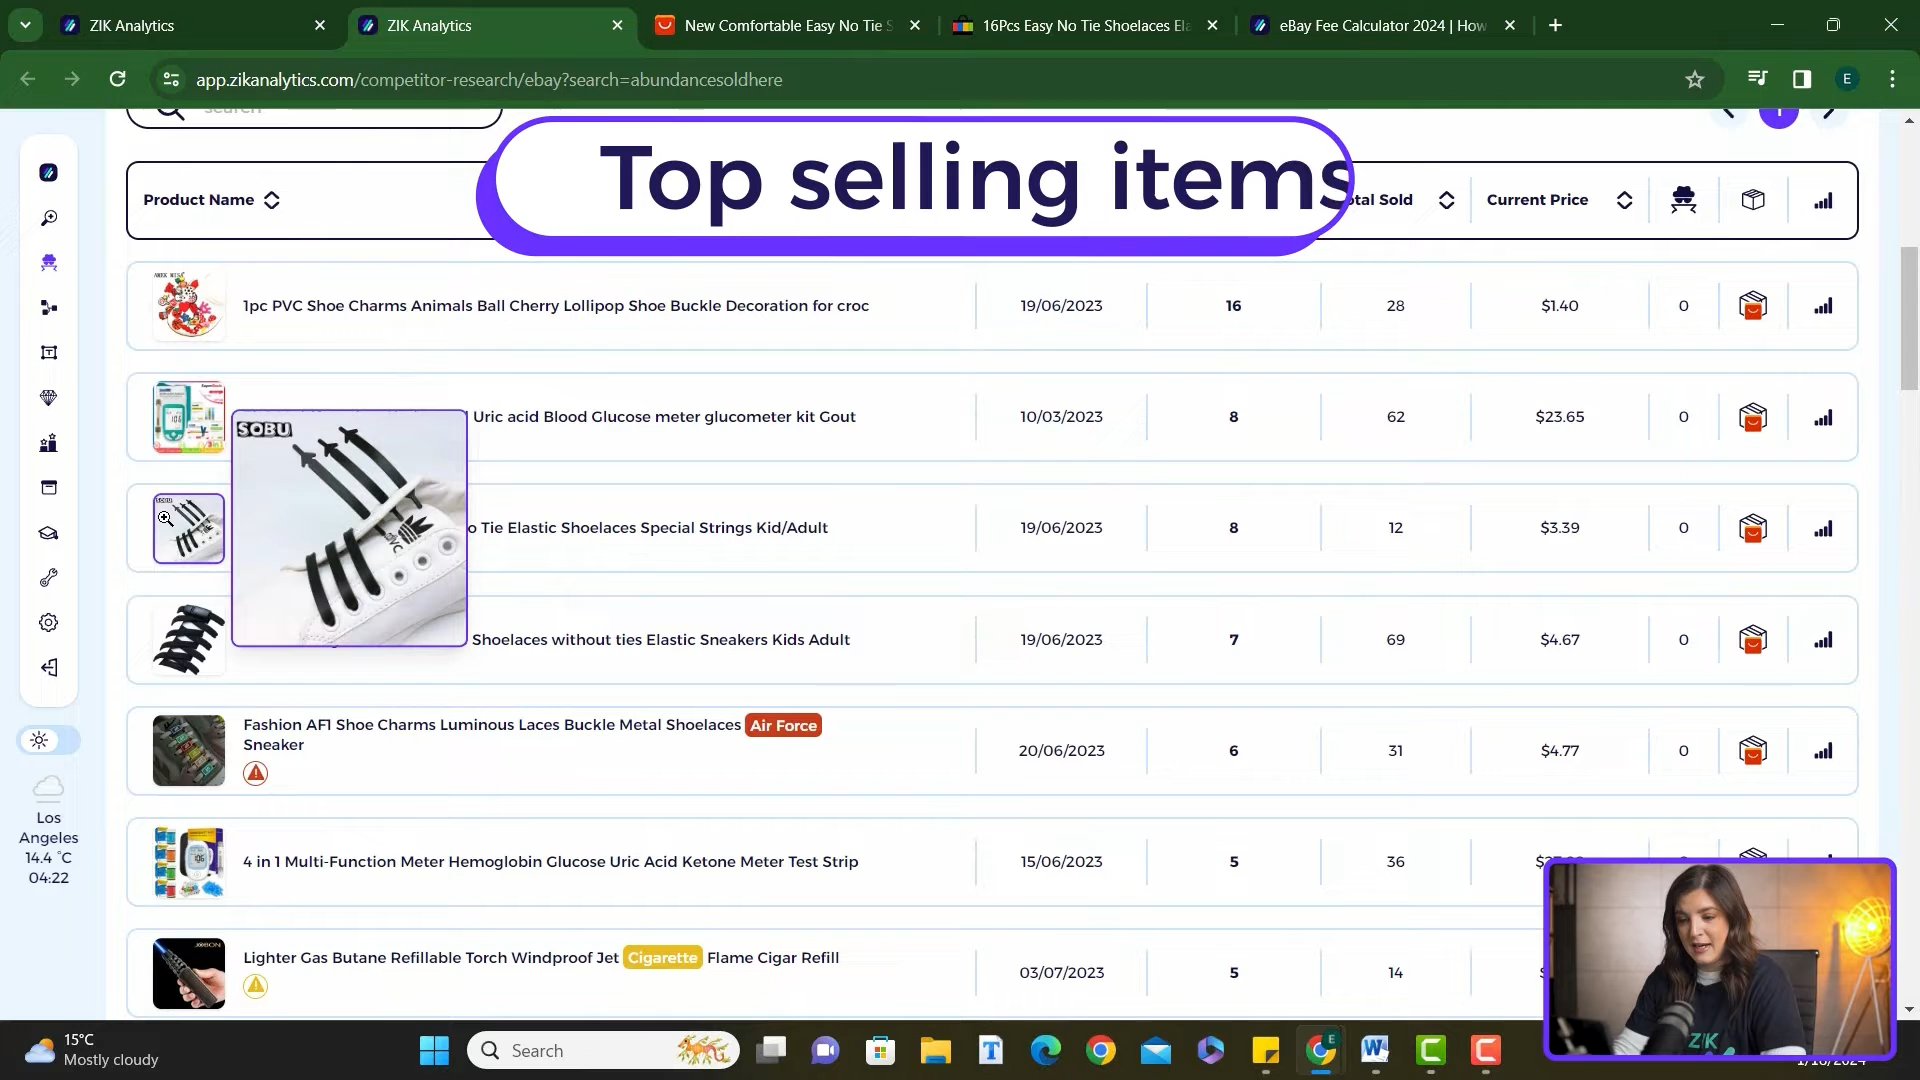 ZIK Analytics
ZIK Analytics
New Comfortable Easy No Tie S
16Pcs Easy No Tie Shoelaces Ela
eBay Fee Calculator 2024 | How
app.zikanalytics.com/competitor-research/ebay?search=abundancesoldhere
E
Top selling items
Product Name
Sold
Current Price
1pc PVC Shoe Charms Animals Ball Cherry Lollipop Shoe Buckle Decoration for croc
19/06/2023
16
28
$1.40
0
Uric acid Blood Glucose meter glucometer kit Gout
10/03/2023
8
62
$23.65
0
SOBU
o Tie Elastic Shoelaces Special Strings Kid/Adult
19/06/2023
8
12
$3.39
0
Shoelaces without ties Elastic Sneakers Kids Adult
19/06/2023
7
69
$4.67
0
Fashion AF1 Shoe Charms Luminous Laces Buckle Metal Shoelaces Air Force
Sneaker
20/06/2023
6
31
$4.77
0
4 in 1 Multi-Function Meter Hemoglobin Glucose Uric Acid Ketone Meter Test Strip
15/06/2023
5
36
Lighter Gas Butane Refillable Torch Windproof Jet Cigarette Flame Cigar Refill
03/07/2023
5
14
Los
Angeles
14.4 °C
04:22
15°C
Mostly cloudy
Search
ZIK